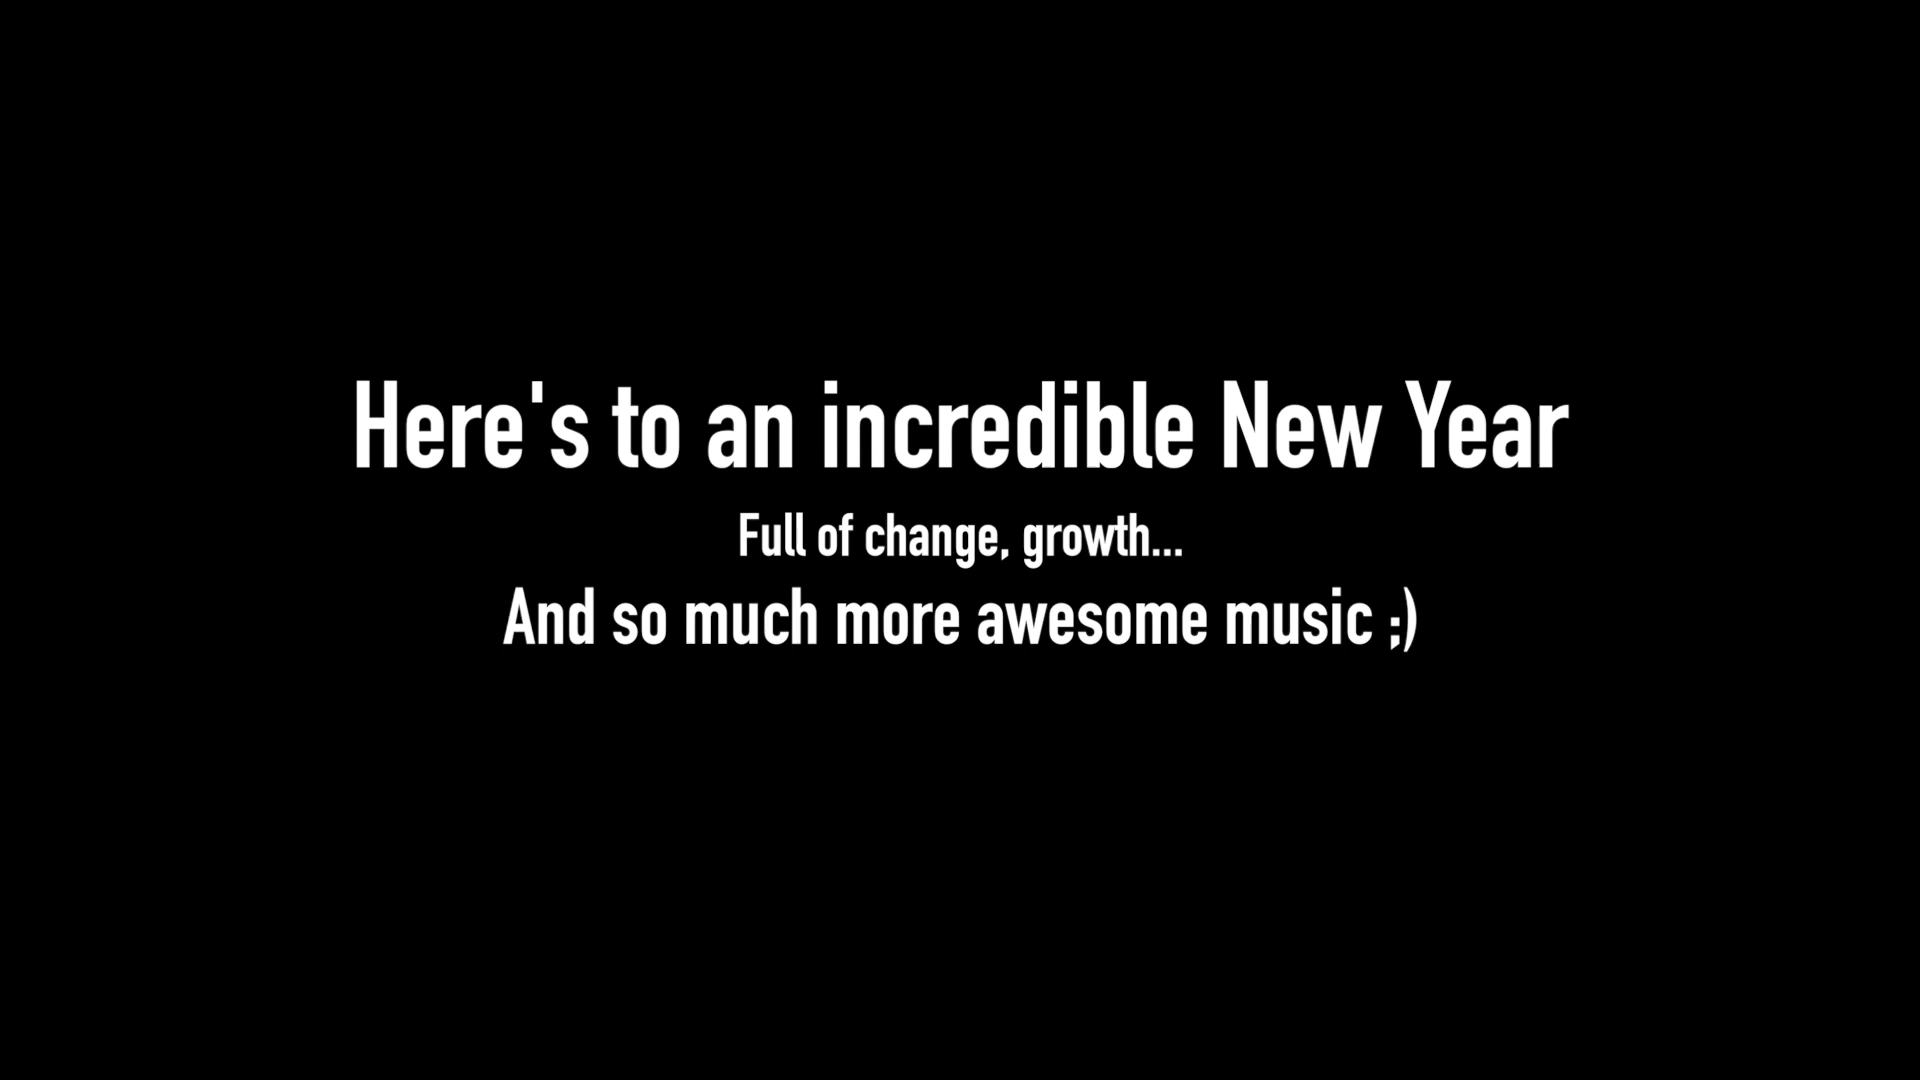 Here's to an incredible New Year
Full of change, growth...
And so much more awesome music ;)